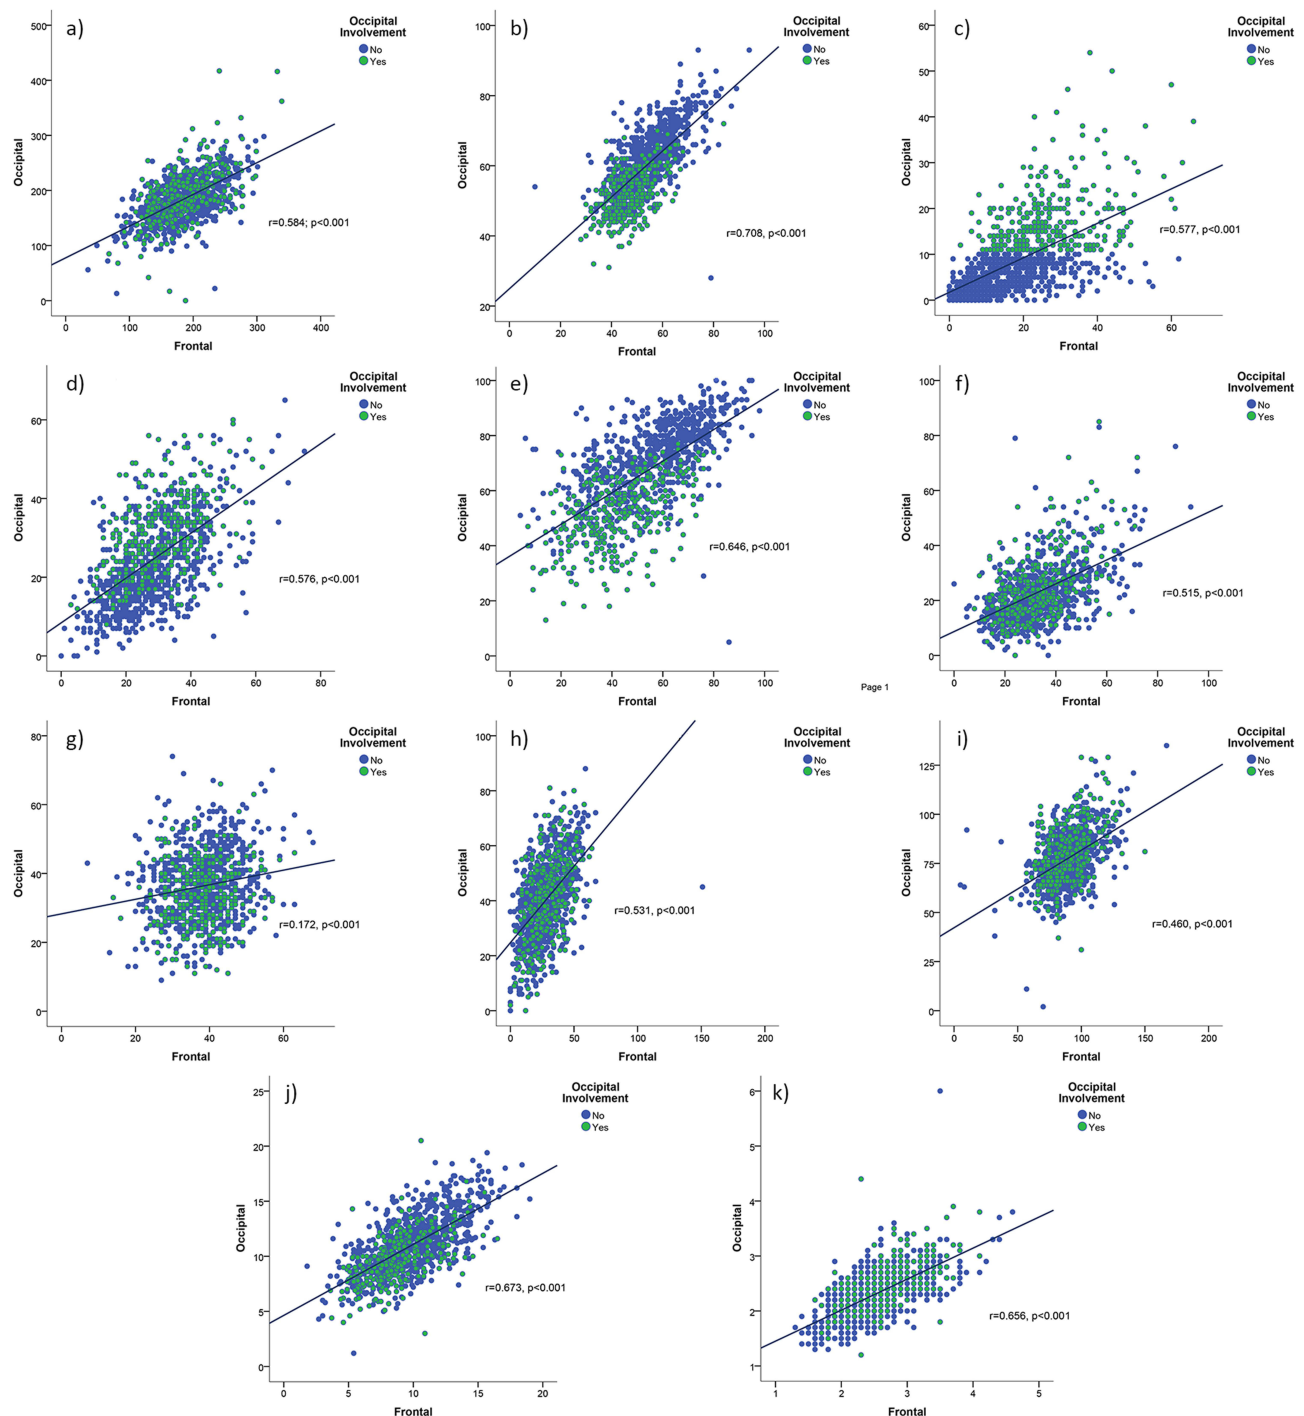 a)
Occipital
Involvement
No
Yes
500
400
300
200
100
0
Occipital
r=0.584; p<0.001
0 100 200 300 400
Frontal
b)
Occipital
Involvement
No
Yes
100
80
60
40
20
Occipital
r=0.708, p<0.001
0 20 40 60 80 100
Frontal
c)
Occipital
Involvement
No
Yes
60
50
40
30
20
10
0
Occipital
r=0.577, p<0.001
0 20 40 60
Frontal
d)
Occipital
Involvement
No
Yes
60
40
20
0
Occipital
r=0.576, p<0.001
0 20 40 60 80
Frontal
e)
Occipital
Involvement
No
Yes
100
80
60
40
20
0
Occipital
r=0.646, p<0.001
0 20 40 60 80 100
Frontal
Page 1
f)
Occipital
Involvement
No
Yes
100
80
60
40
20
0
Occipital
r=0.515, p<0.001
0 20 40 60 80 100
Frontal
g)
Occipital
Involvement
No
Yes
80
60
40
20
0
Occipital
r=0.172, p<0.001
0 20 40 60
Frontal
h)
Occipital
Involvement
No
Yes
100
80
60
40
20
0
Occipital
r=0.531, p<0.001
0 50 100 150 200
Frontal
i)
Occipital
Involvement
No
Yes
125
100
75
50
25
0
Occipital
r=0.460, p<0.001
0 50 100 150 200
Frontal
j)
Occipital
Involvement
No
Yes
25
20
15
10
5
0
Occipital
r=0.673, p<0.001
0 5 10 15 20
Frontal
k)
Occipital
Involvement
No
Yes
6
5
4
3
2
1
Occipital
r=0.656, p<0.001
1 2 3 4 5
Frontal